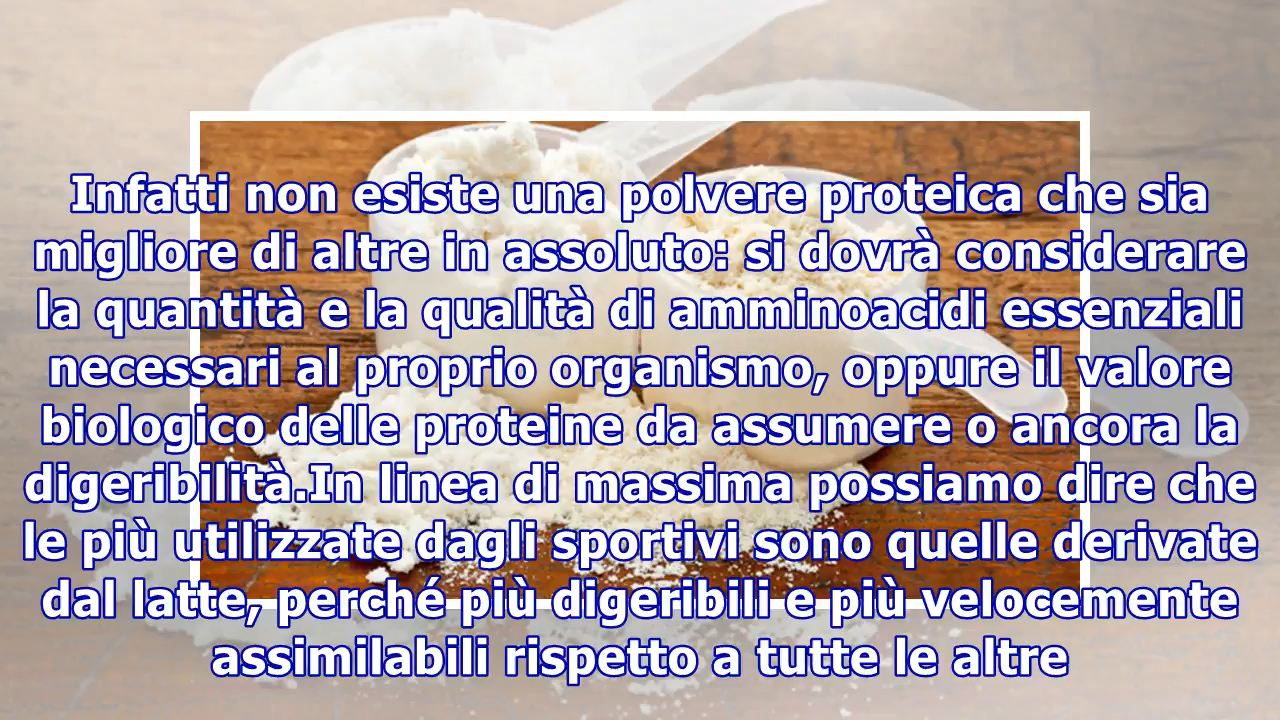 Infatti non esiste una polvere proteica che sia
migliore di altre in assoluto: si dovrà considerare
la quantità e la qualità di amminoacidi essenziali
necessari al proprio organismo, oppure il valore
biologico delle proteine da assumere o ancora la
digeribilità.In linea di massima possiamo dire che
le più utilizzate dagli sportivi sono quelle derivate
dal latte, perché più digeribili e più velocemente
assimilabili rispetto a tutte le altre